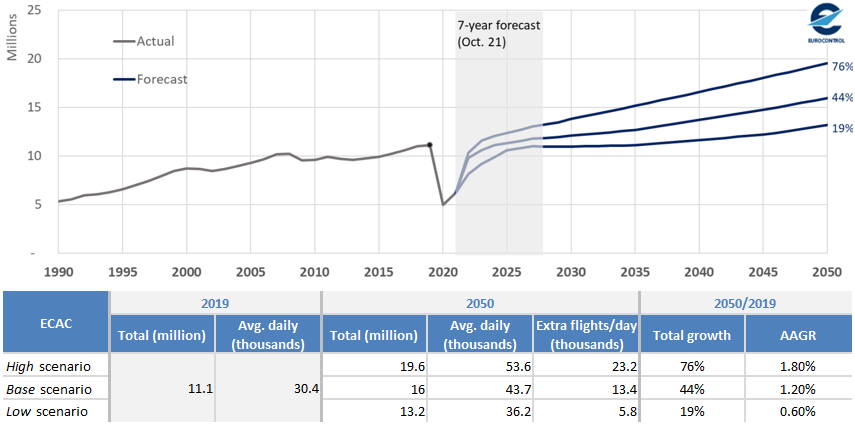 25
20
15
10
5
-
Millions
Actual
Forecast
7-year forecast
(Oct. 21)
EUROCONTROL
76%
44%
19%
1990 1995 2000 2005 2010 2015 2020 2025 2030 2035 2040 2045 2050
ECAC 2019 2050 2050/2019
Total (million) Avg. daily (thousands) Total (million) Avg. daily (thousands) Extra flights/day (thousands) Total growth AAGR
High scenario 19.6 53.6 23.2 76% 1.80%
Base scenario 11.1 30.4 16 43.7 13.4 44% 1.20%
Low scenario 13.2 36.2 5.8 19% 0.60%